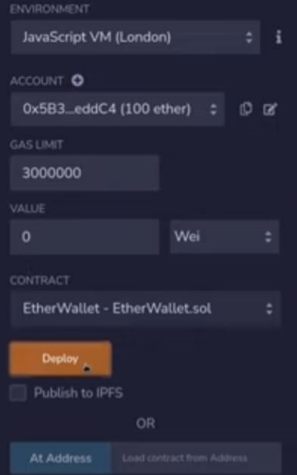 ENVIRONMENT
JavaScript VM (London)
ACCOUNT
0x5B3...eddC4 (100 ether)
GAS LIMIT
3000000
VALUE
0 Wei
CONTRACT
EtherWallet - EtherWallet.sol
Deploy
Publish to IPFS
OR
At Address Load contract from Address